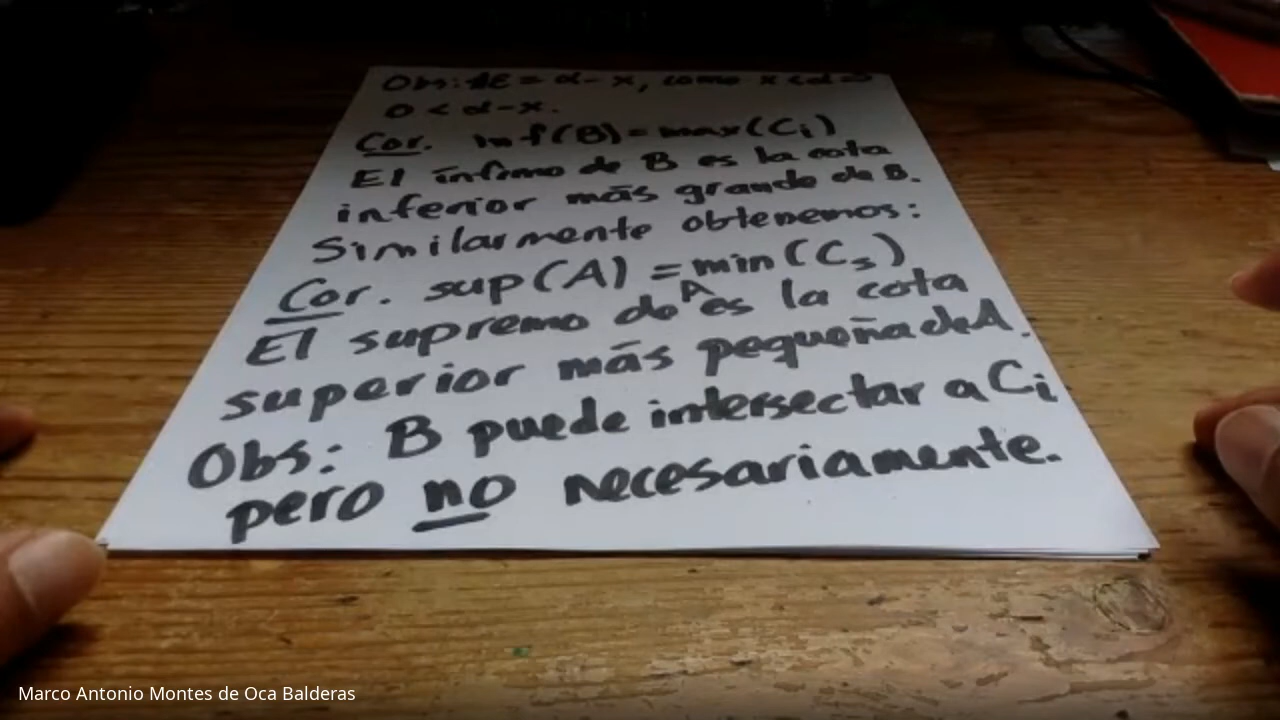 Obs: ΔE = α - x, como x < α ⇒
0 < α - x.
Cor. inf(B) = max(Ci)
El ínfimo de B es la cota
inferior más grande de B.
Similarmente obtenemos:
Cor. sup(A) = min(Cs)
El supremo de A es la cota
superior más pequeña de A.
Obs: B puede intersectar a Ci
pero no necesariamente.
Marco Antonio Montes de Oca Balderas